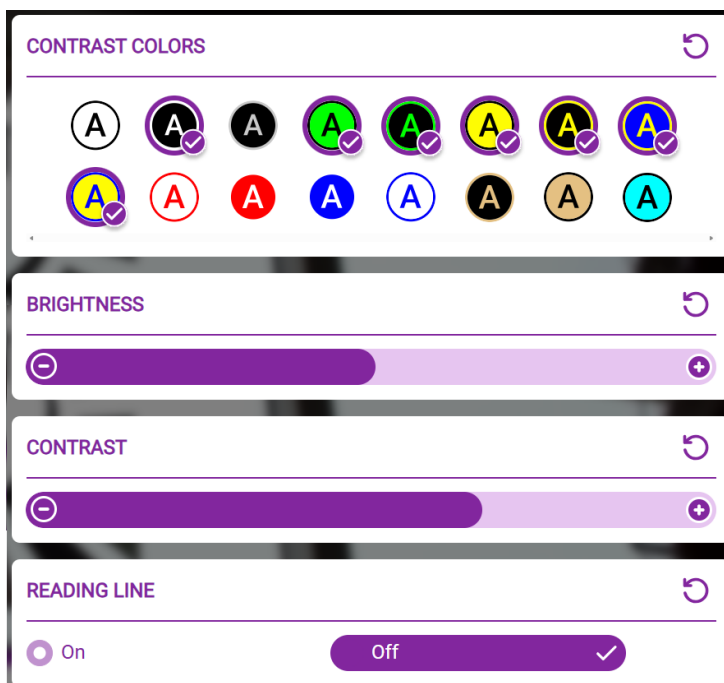 CONTRAST COLORS
A A A A A A A A
A A A A A A A A
BRIGHTNESS
CONTRAST
READING LINE
On Off